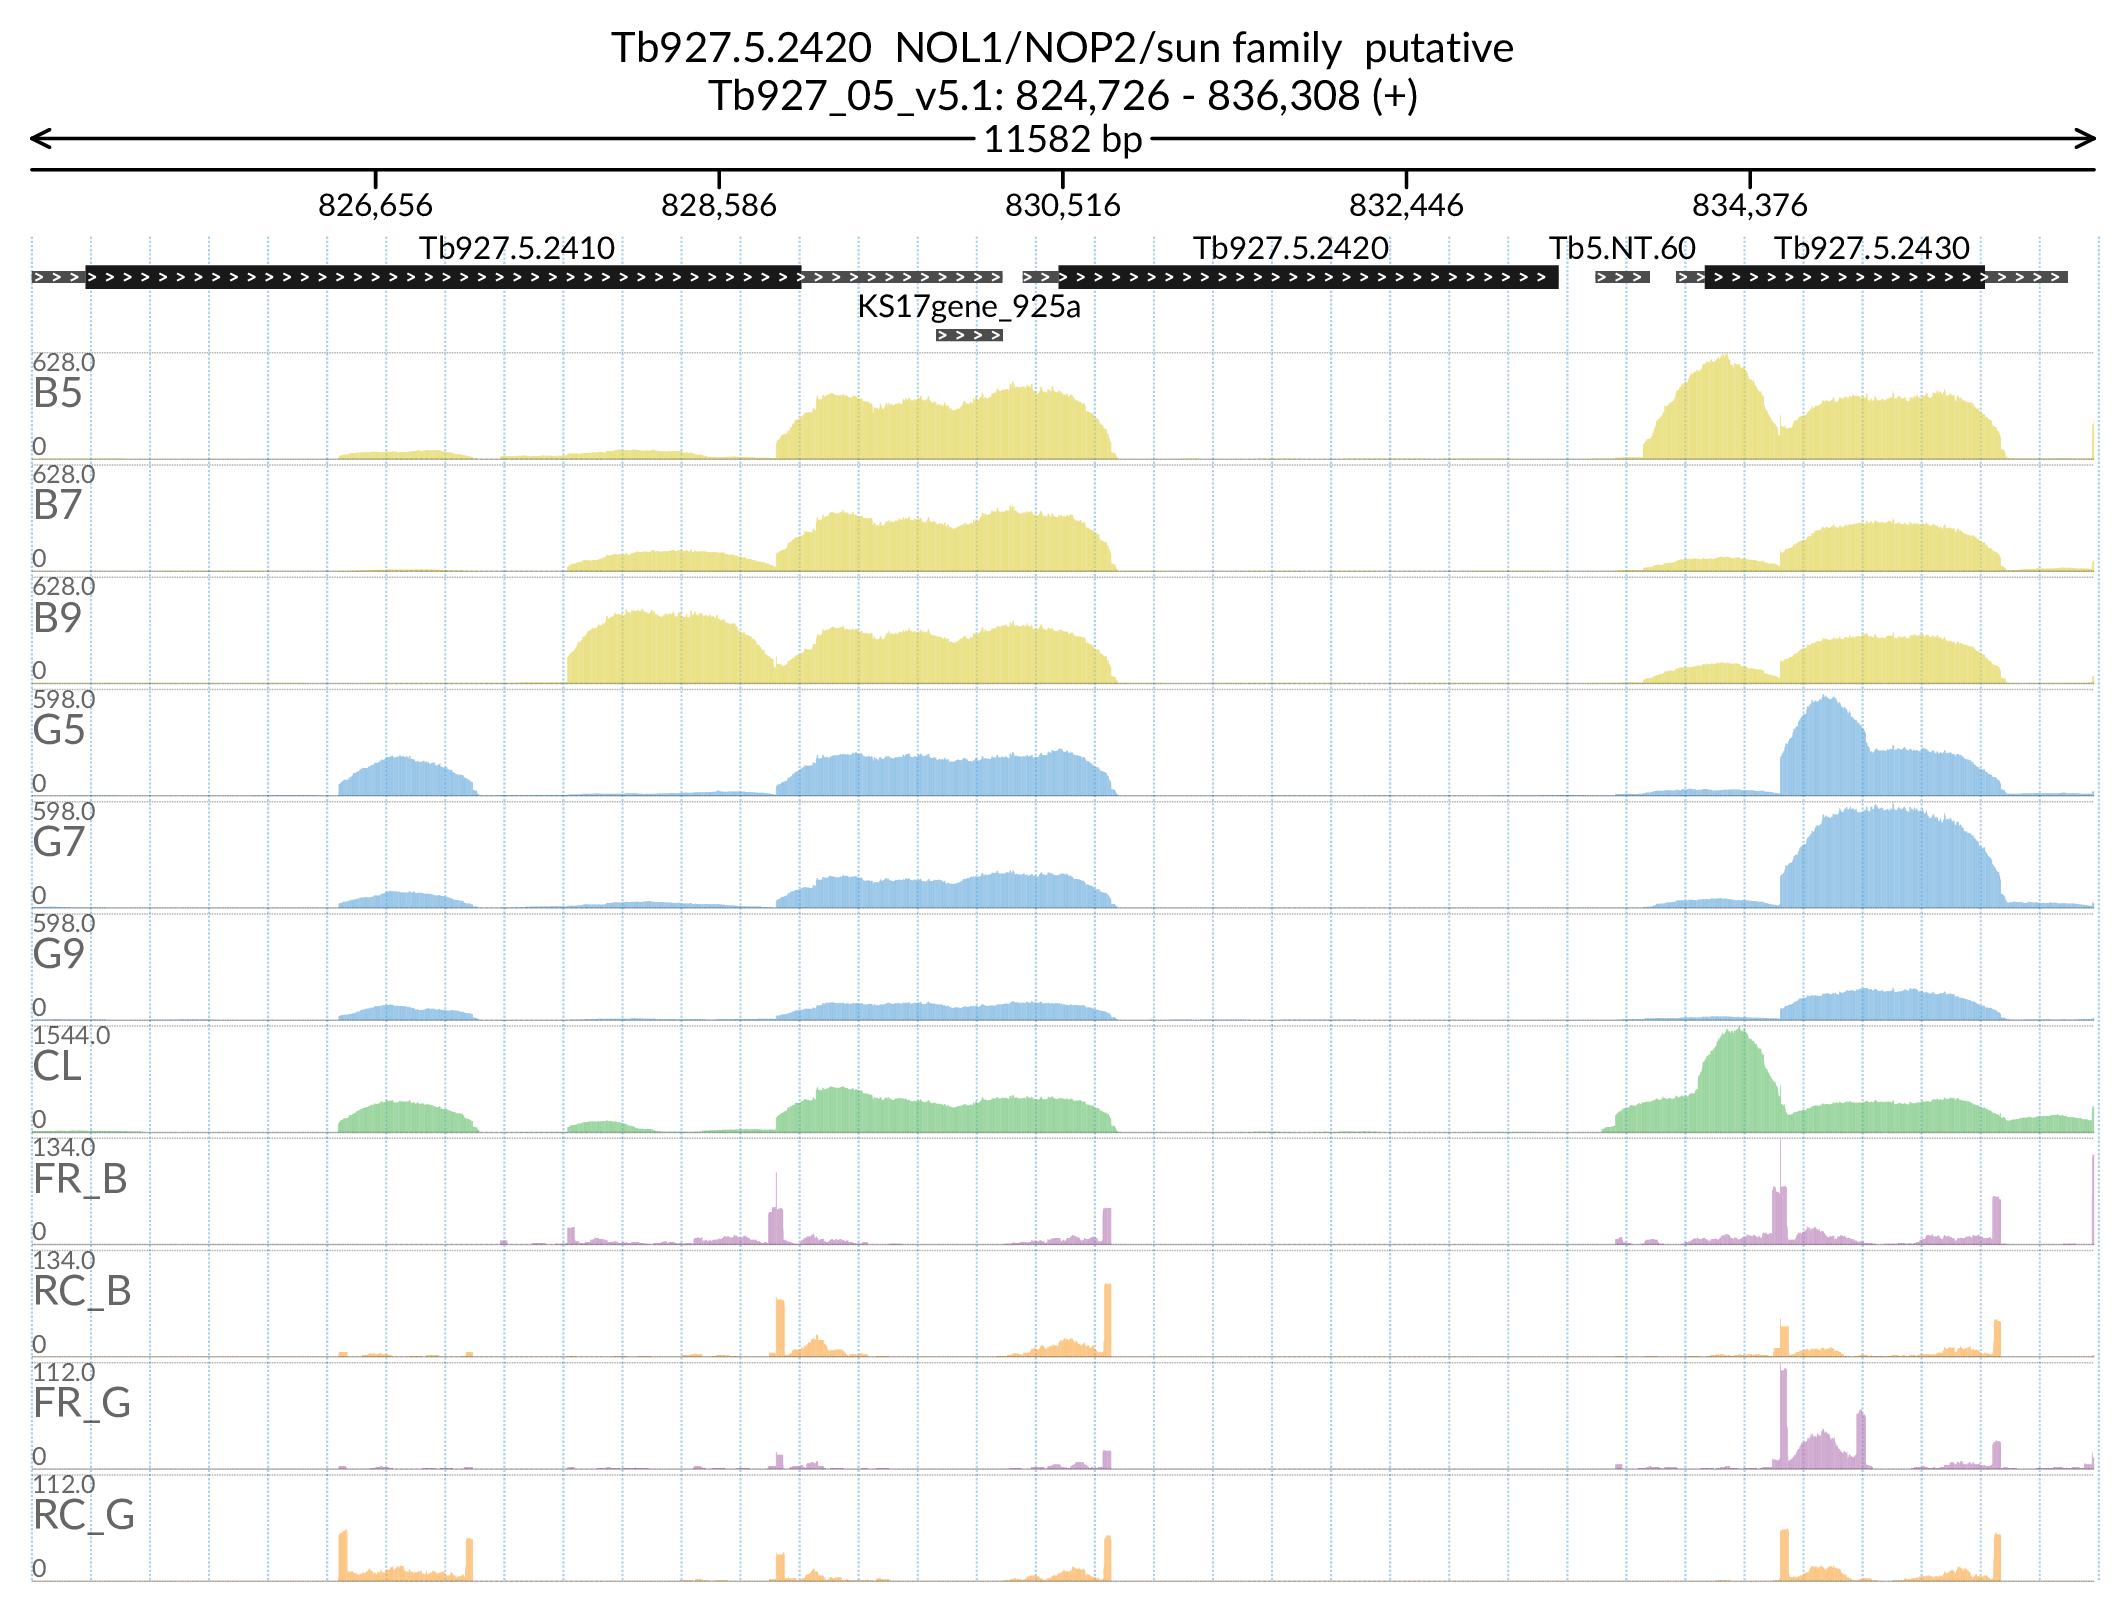 Tb927.5.2420 NOL1/NOP2/sun family putative
Tb927_05_v5.1: 824,726 - 836,308 (+)
11582 bp
826,656 828,586 830,516 832,446 834,376
Tb927.5.2410 Tb927.5.2420 Tb5.NT.60 Tb927.5.2430
KS17gene_925a
628.0
B5
0
628.0
B7
0
628.0
B9
0
598.0
G5
0
598.0
G7
0
598.0
G9
0
1544.0
CL
0
134.0
FR_B
0
134.0
RC_B
0
112.0
FR_G
0
112.0
RC_G
0